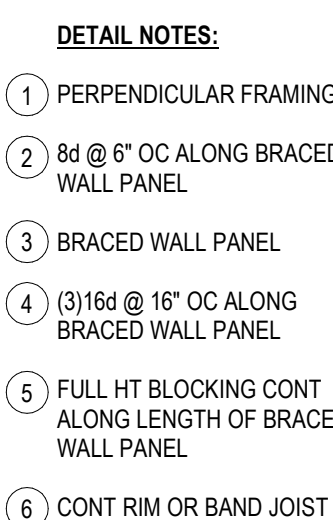 DETAIL NOTES:
1 PERPENDICULAR FRAMING
2 8d @ 6" OC ALONG BRACED
WALL PANEL
3 BRACED WALL PANEL
4 (3)16d @ 16" OC ALONG
BRACED WALL PANEL
5 FULL HT BLOCKING CONT
ALONG LENGTH OF BRACE
WALL PANEL
6 CONT RIM OR BAND JOIST